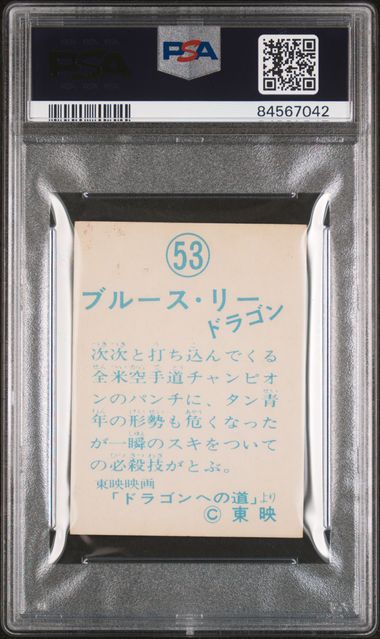 PSA
PSA
84567042
53
ブルース・リー
ドラゴン
次次と打ち込んでくる
全米空手道チャンピオ
ンのパンチに、タン青
年の形勢も危くなった
が一瞬のスキをついて
の必殺技がとぶ。
東映映画
「ドラゴンへの道」より
© 東映